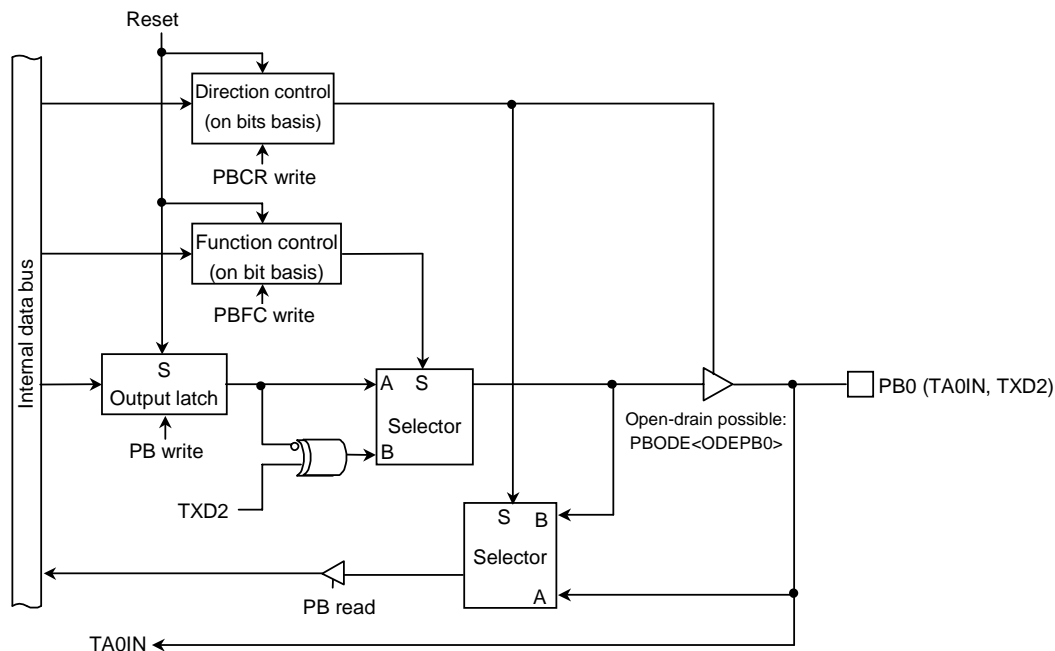 Reset
Direction control
(on bits basis)
PBCR write
Function control
(on bit basis)
PBFC write
Internal data bus
S
Output latch
PB write
A
S
Selector
B
TXD2
PB0 (TA0IN, TXD2)
Open-drain possible:
PBODE<ODEPB0>
S
B
Selector
A
PB read
TA0IN